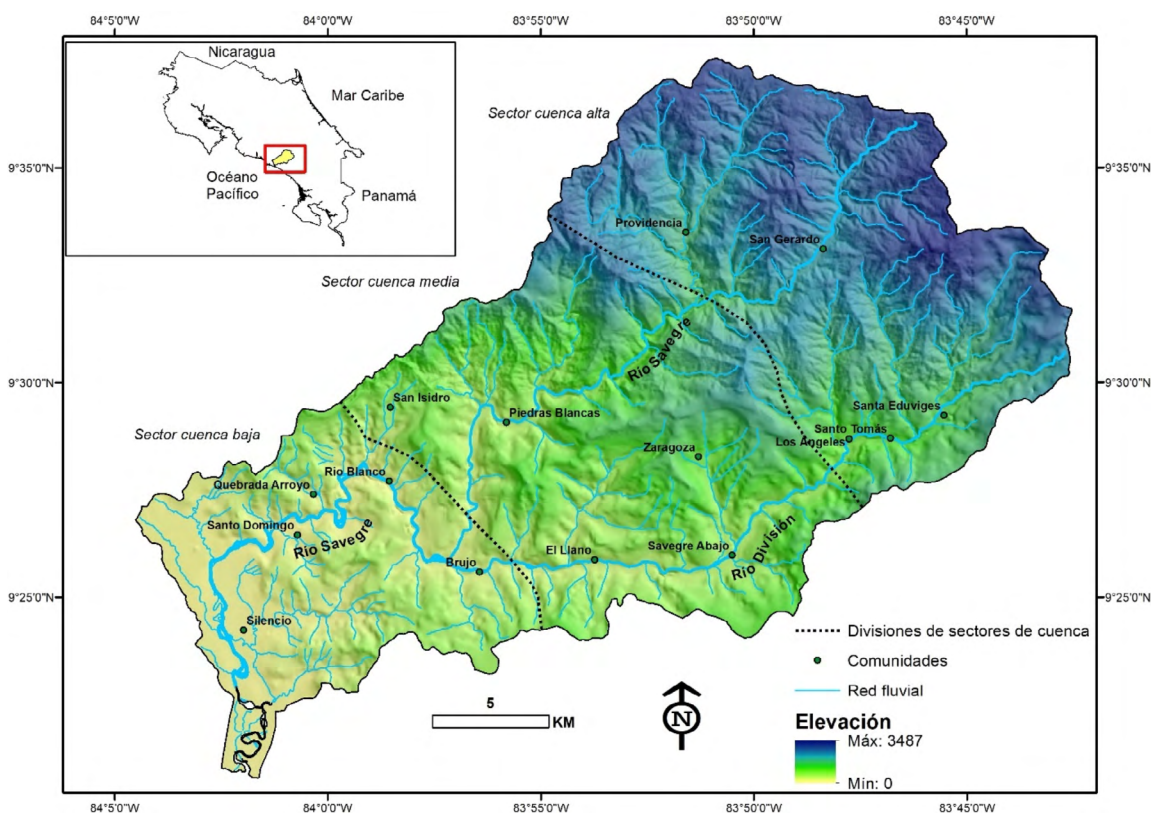 84°5'0"W 84°0'0"W 83°55'0"W 83°50'0"W 83°45'0"W
Nicaragua
Mar Caribe
Océano
Pacífico
Panamá
Sector cuenca alta
9°35'0"N 9°35'0"N
Providencia
San Gerardo
Sector cuenca media
Río Savegre
9°30'0"N 9°30'0"N
San Isidro
Piedras Blancas
Santa Eduviges
Santo Tomás
Los Ángeles
Sector cuenca baja
Zaragoza
Rio Blanco
Quebrada Arroyo
Santo Domingo
Río Savegre
El Llano
Savegre Abajo
Río División
Brujo
9°25'0"N 9°25'0"N
Silencio
Divisiones de sectores de cuenca
Comunidades
Red fluvial
5
KM
N
Elevación
Máx: 3487
Mín: 0
84°5'0"W 84°0'0"W 83°55'0"W 83°50'0"W 83°45'0"W